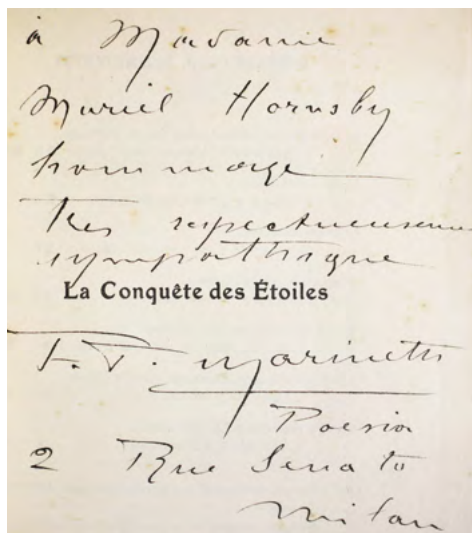 à Madame
Muriel Hornsby
hommage
très respectueusement
sympathique
La Conquête des Étoiles
F. T. Marinetti
Poesia
2 Rue Senato
Milan